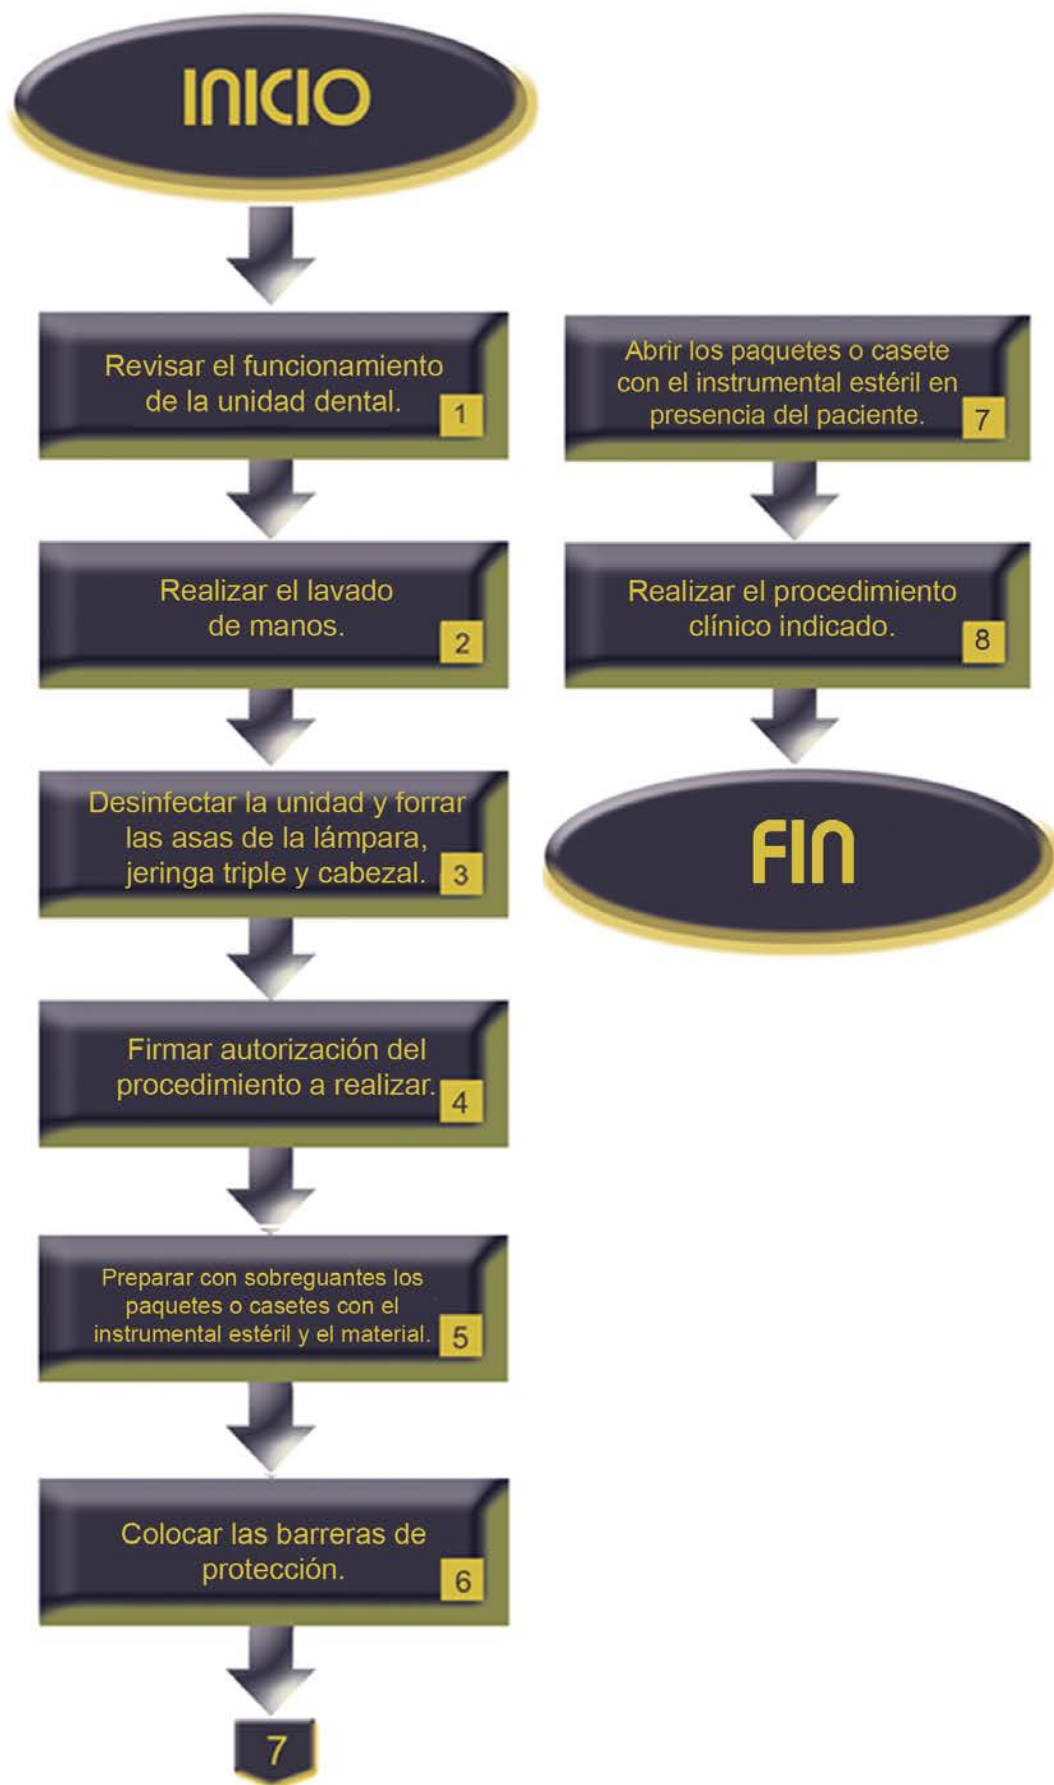 INICIO
Revisar el funcionamiento
de la unidad dental.
1
Realizar el lavado
de manos.
2
Desinfectar la unidad y forrar
las asas de la lámpara,
jeringa triple y cabezal.
3
Firmar autorización del
procedimiento a realizar.
4
Preparar con sobreguantes los
paquetes o casetes con el
instrumental estéril y el material.
5
Colocar las barreras de
protección.
6
7
Abrir los paquetes o casete
con el instrumental estéril en
presencia del paciente.
7
Realizar el procedimiento
clínico indicado.
8
FIN